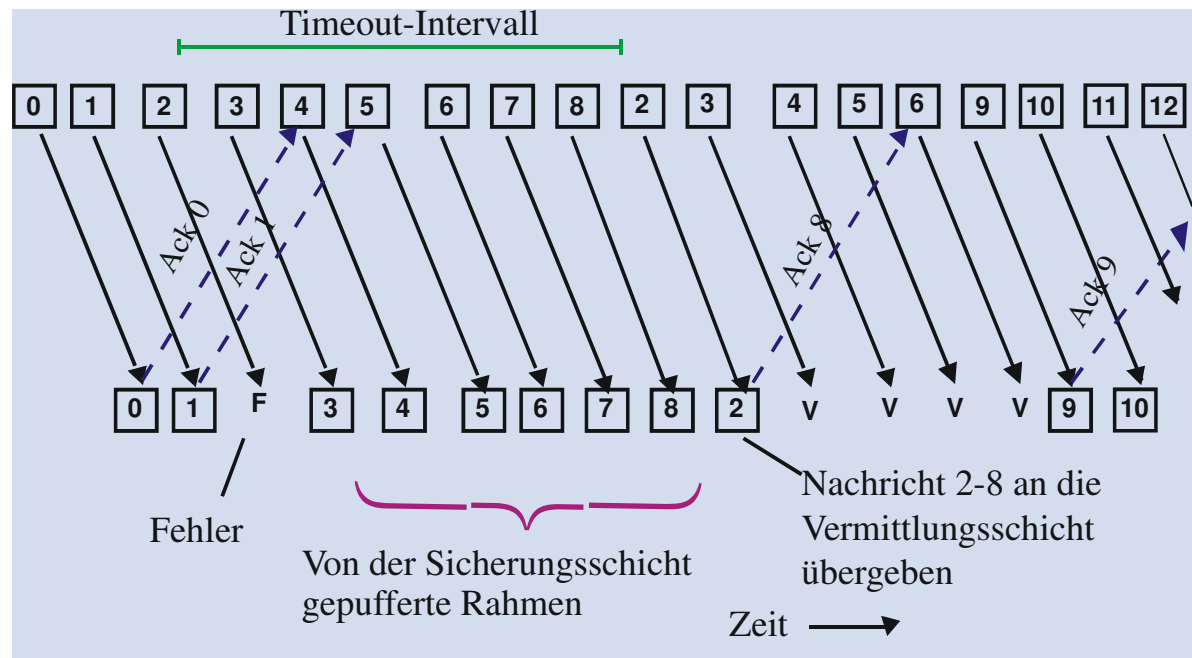 Timeout-Intervall
0 1 2 3 4 5 6 7 8 2 3 4 5 6 9 10 11 12
Ack 0
Ack 1
Ack 8
Ack 9
0 1 F 3 4 5 6 7 8 2 V V V V 9 10
Fehler
Von der Sicherungsschicht
gepufferte Rahmen
Nachricht 2-8 an die
Vermittlungsschicht
übergeben
Zeit